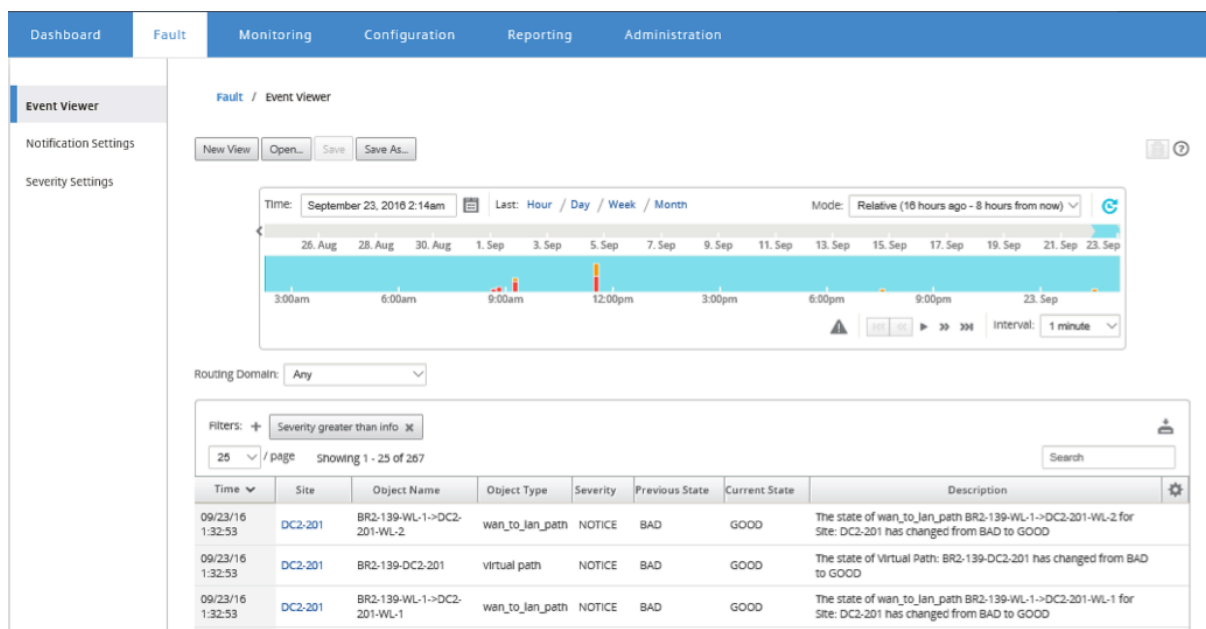 Dashboard Fault Monitoring Configuration Reporting Administration
Event Viewer
Notification Settings
Severity Settings
Fault / Event Viewer
New View Open... Save Save As...
Time: September 23, 2016 2:14am Last: Hour / Day / Week / Month Mode: Relative (16 hours ago - 8 hours from now)
26. Aug 28. Aug 30. Aug 1. Sep 3. Sep 5. Sep 7. Sep 9. Sep 11. Sep 13. Sep 15. Sep 17. Sep 19. Sep 21. Sep 23. Sep
3:00am 6:00am 9:00am 12:00pm 3:00pm 6:00pm 9:00pm 23. Sep
Interval: 1 minute
Routing Domain: Any
Filters: + Severity greater than info ×
25 / page Showing 1 - 25 of 267 Search
Time Site Object Name Object Type Severity Previous State Current State Description
09/23/16 1:32:53 DC2-201 BR2-139-WL-1->DC2-201-WL-2 wan_to_lan_path NOTICE BAD GOOD The state of wan_to_lan_path BR2-139-WL-1->DC2-201-WL-2 for Site: DC2-201 has changed from BAD to GOOD
09/23/16 1:32:53 DC2-201 BR2-139-DC2-201 virtual path NOTICE BAD GOOD The state of Virtual Path: BR2-139-DC2-201 has changed from BAD to GOOD
09/23/16 1:32:53 DC2-201 BR2-139-WL-1->DC2-201-WL-1 wan_to_lan_path NOTICE BAD GOOD The state of wan_to_lan_path BR2-139-WL-1->DC2-201-WL-1 for Site: DC2-201 has changed from BAD to GOOD